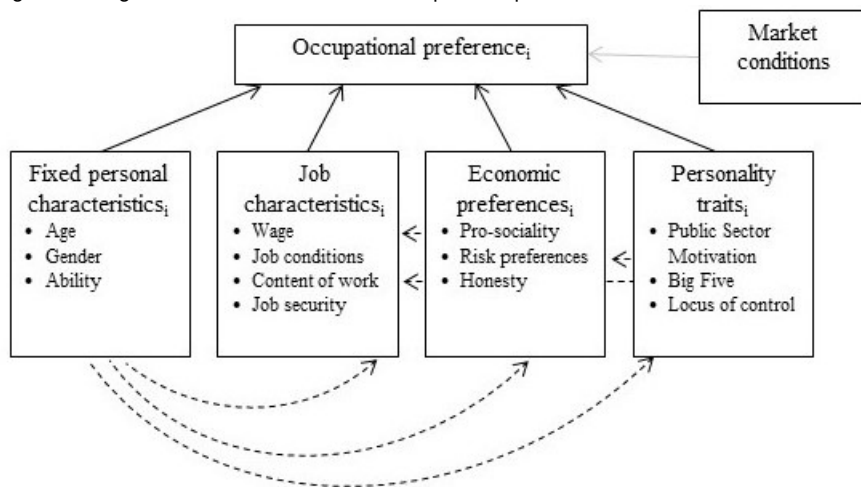 Occupational preferenceᵢ
Market
conditions
Fixed personal
characteristicsᵢ
• Age
• Gender
• Ability
Job
characteristicsᵢ
• Wage
• Job conditions
• Content of work
• Job security
Economic
preferencesᵢ
• Pro-sociality
• Risk preferences
• Honesty
Personality
traitsᵢ
• Public Sector
Motivation
• Big Five
• Locus of control